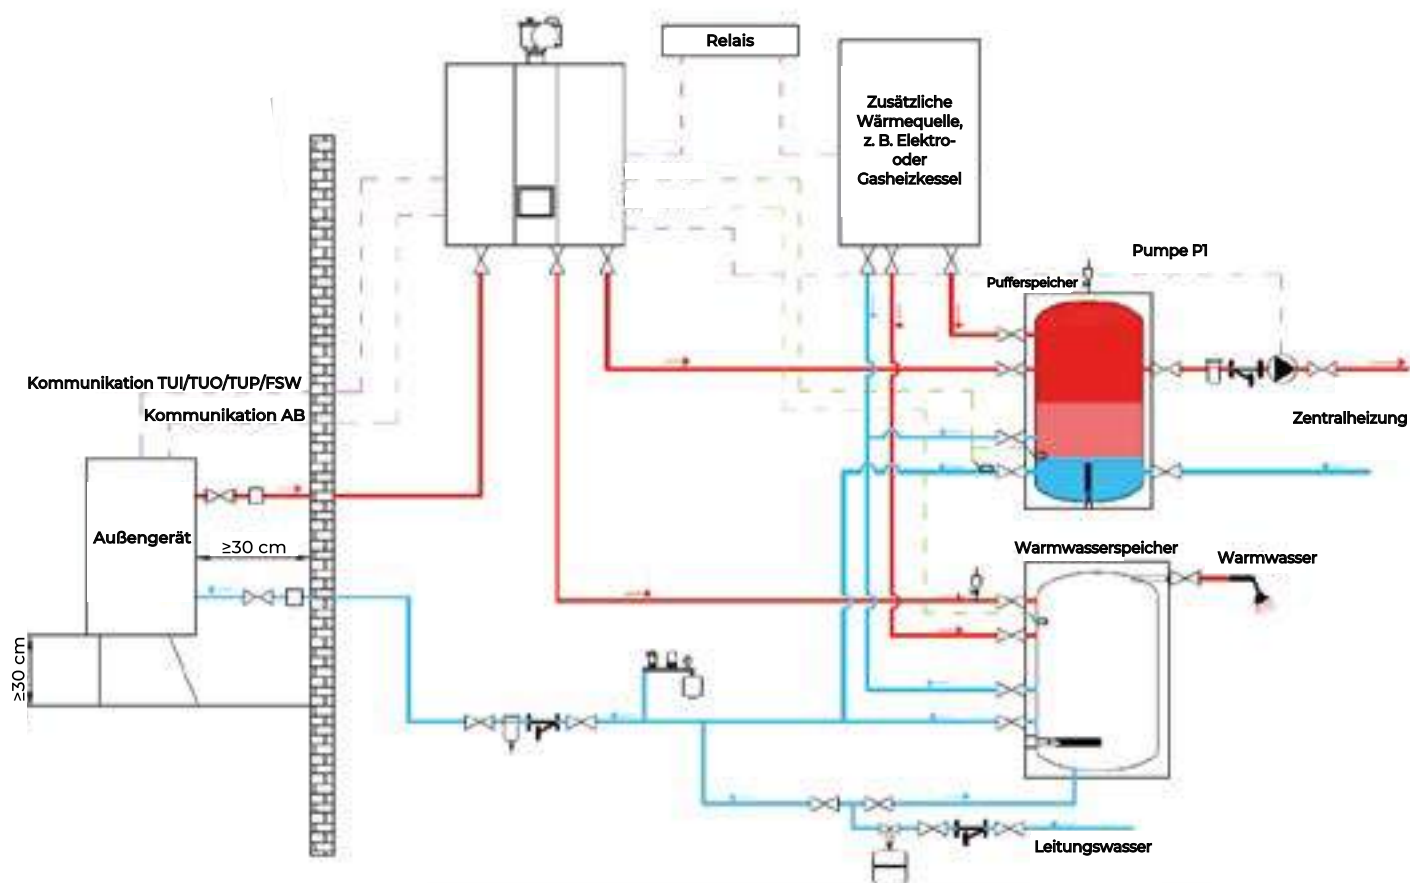 Relais
Zusätzliche
Wärmequelle,
z. B. Elektro-
oder
Gasheizkessel
Pumpe P1
Pufferspeicher
Kommunikation TUI/TUO/TUP/FSW
Kommunikation AB
Zentralheizung
Außengerät
≥30 cm
Warmwasserspeicher
Warmwasser
≥30 cm
Leitungswasser